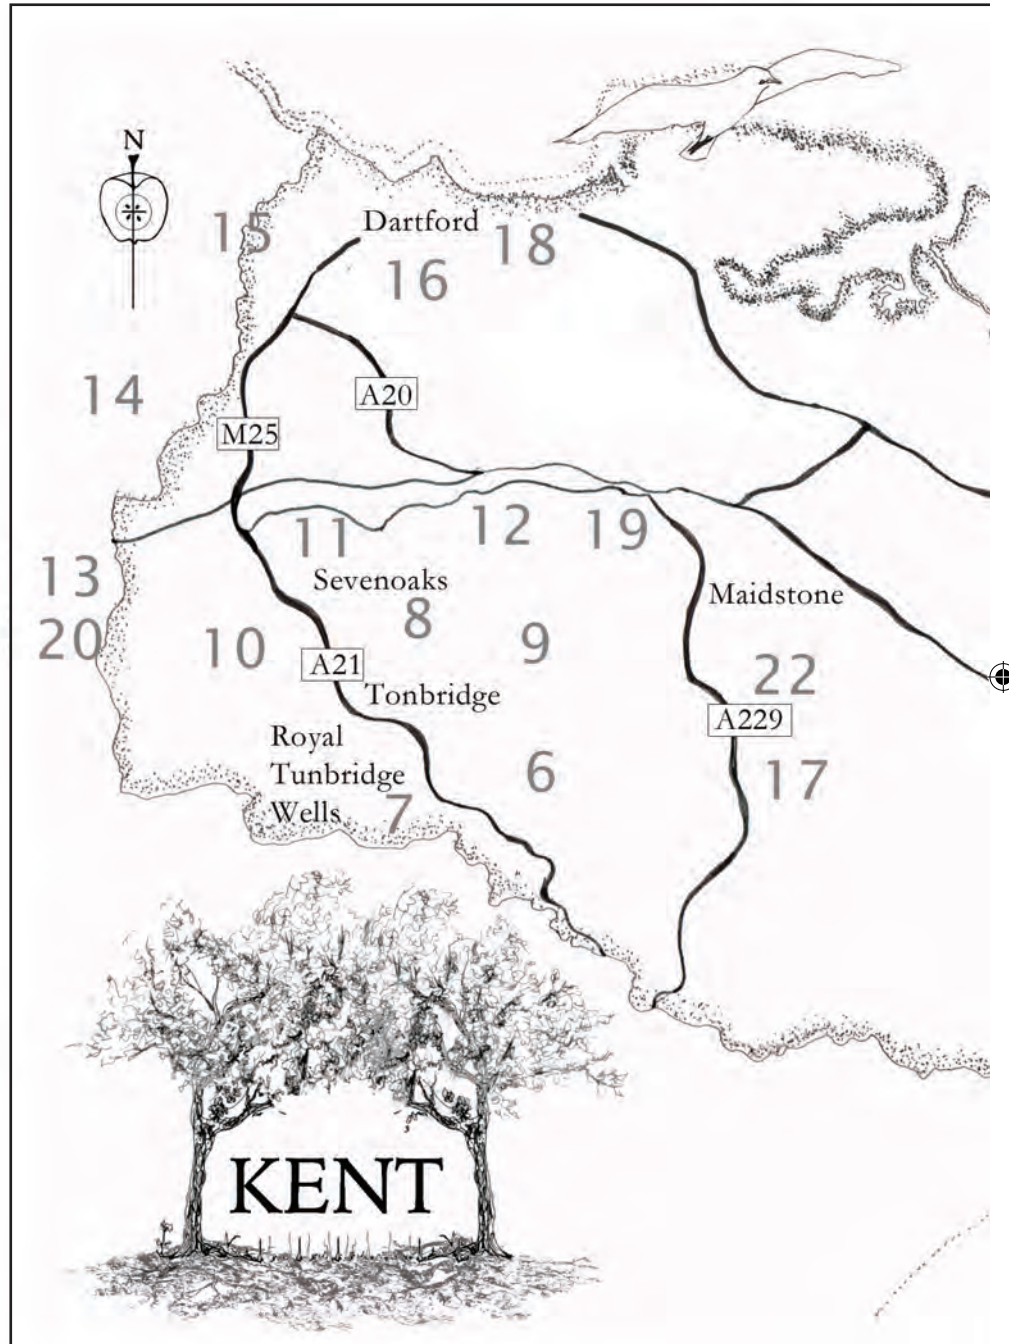 N
15
Dartford
18
16
14
A20
M25
11
12
19
13
Sevenoaks
Maidstone
8
20
10
9
A21
22
Tonbridge
A229
Royal
Tunbridge
Wells
6
17
7
KENT